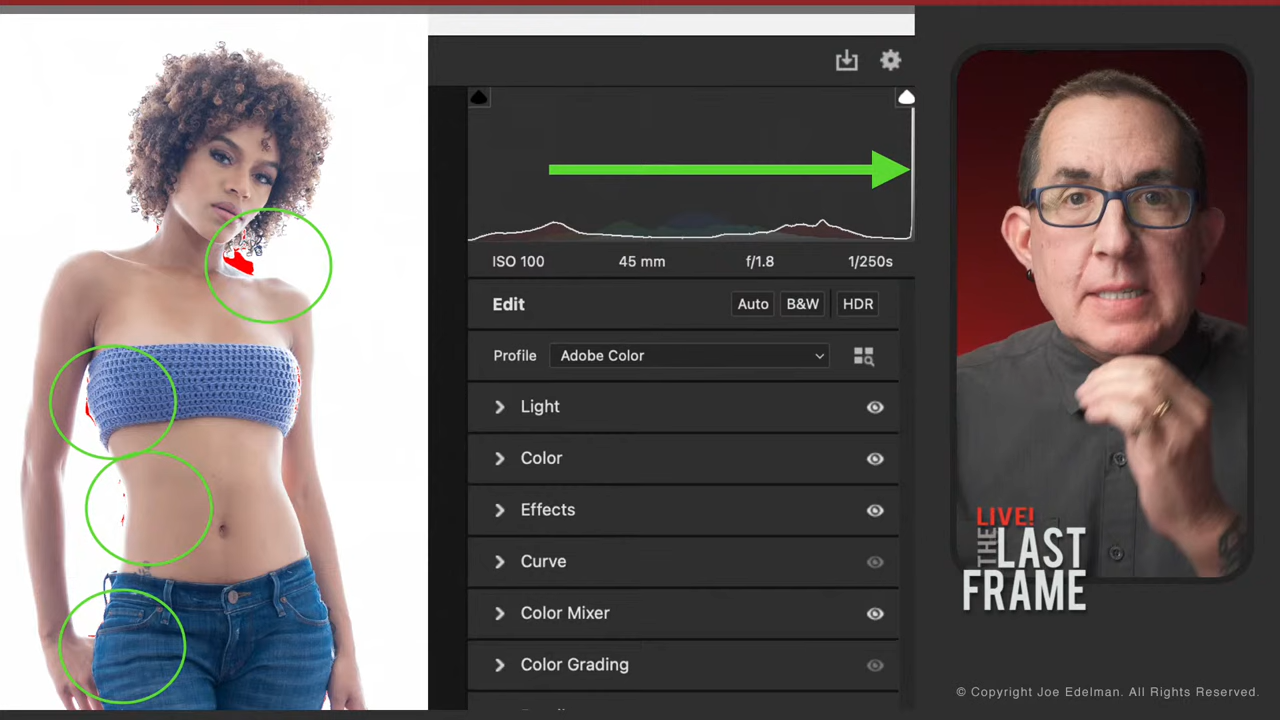 ISO 100 45 mm f/1.8 1/250s
Edit Auto B&W HDR
Profile Adobe Color
Light
Color
Effects
Curve
Color Mixer
Color Grading
LIVE!
THE LAST
FRAME
© Copyright Joe Edelman. All Rights Reserved.